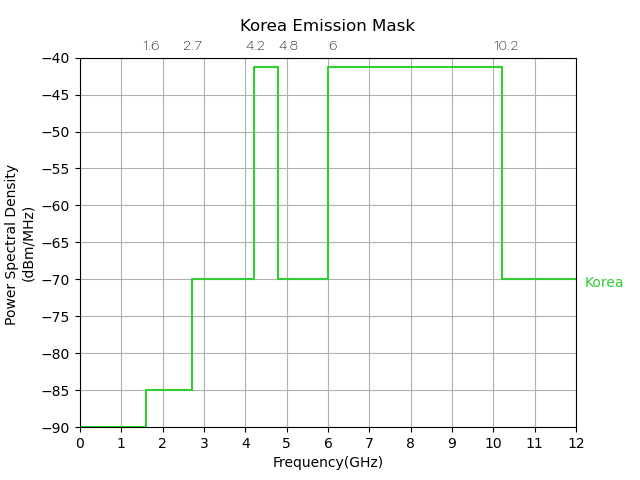 Korea Emission Mask
1.6 2.7 4.2 4.8 6 10.2
−40
−45
−50
−55
−60
−65
−70
−75
−80
−85
−90
Power Spectral Density
(dBm/MHz)
Korea
0 1 2 3 4 5 6 7 8 9 10 11 12
Frequency(GHz)